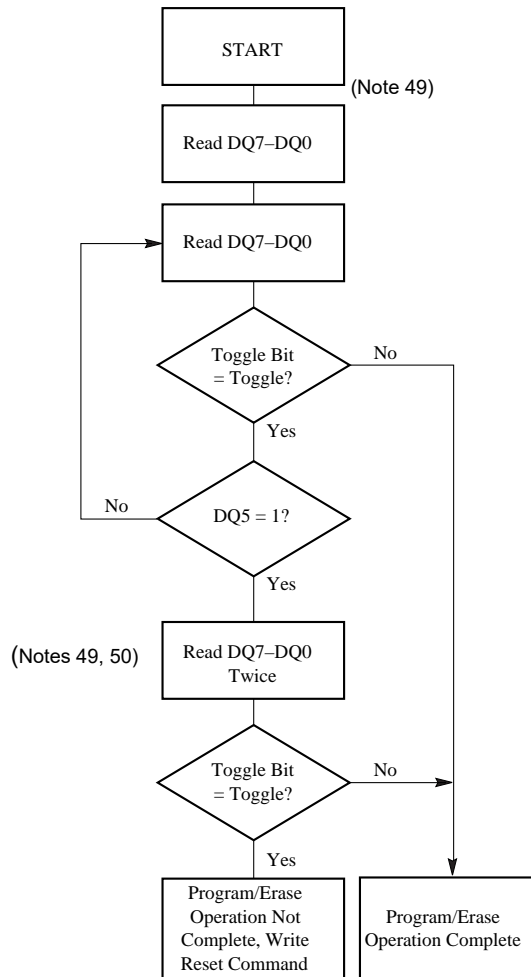 START
(Note 49)
Read DQ7–DQ0
Read DQ7–DQ0
Toggle Bit
= Toggle?
No
Yes
No
DQ5 = 1?
Yes
(Notes 49, 50)
Read DQ7–DQ0
Twice
Toggle Bit
= Toggle?
No
Yes
Program/Erase
Operation Not
Complete, Write
Reset Command
Program/Erase
Operation Complete